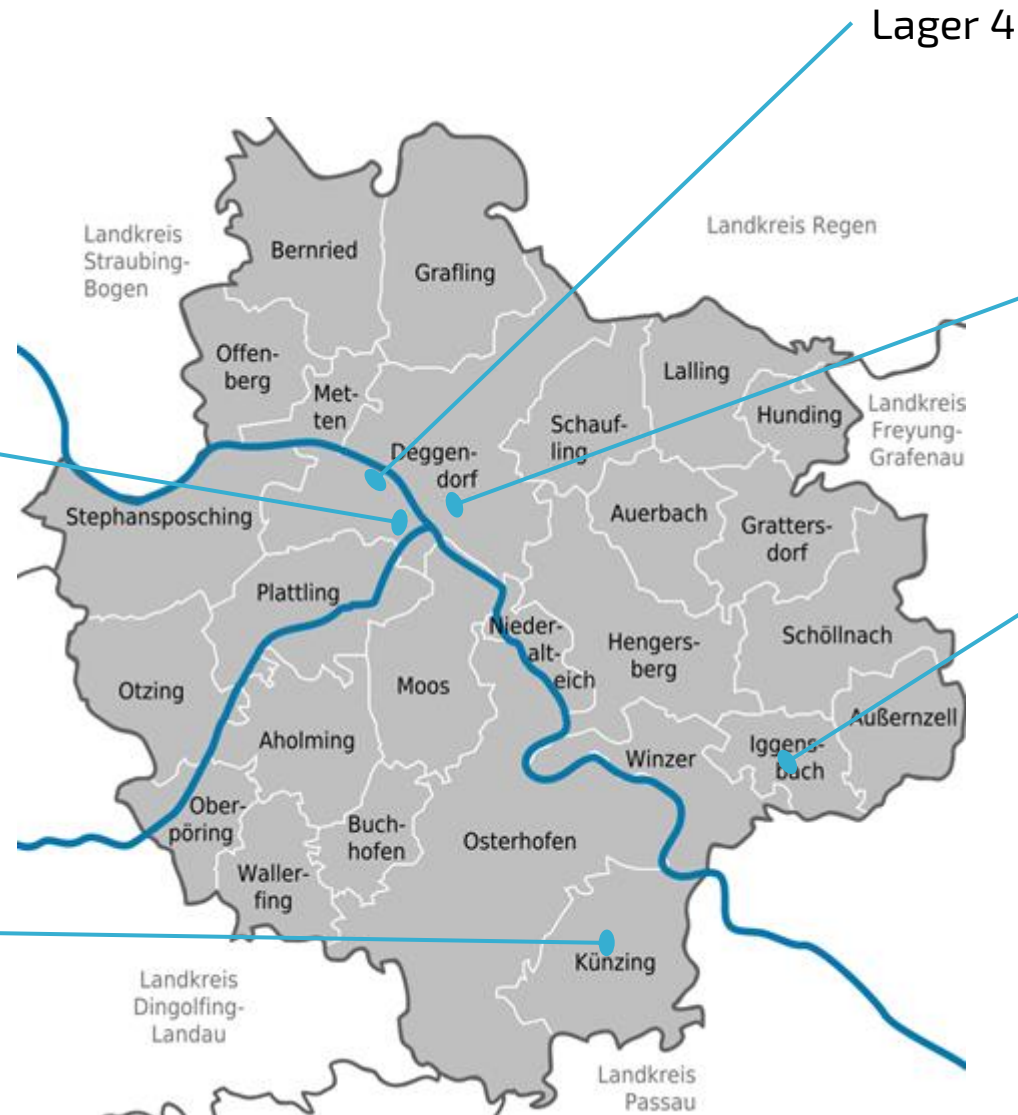 Lager 4
Landkreis
Straubing-
Bogen
Landkreis Regen
Bernried
Grafling
Offen-
berg
Met-
ten
Lalling
Hunding
Landkreis
Freyung-
Grafenau
Schauf-
ling
Deggen-
dorf
Stephansposching
Auerbach
Gratters-
dorf
Plattling
Nieder-
alt-
eich
Hengers-
berg
Schöllnach
Otzing
Moos
Außernzell
Aholming
Winzer
Iggens-
bach
Ober-
pöring
Buch-
hofen
Osterhofen
Waller-
fing
Künzing
Landkreis
Dingolfing-
Landau
Landkreis
Passau